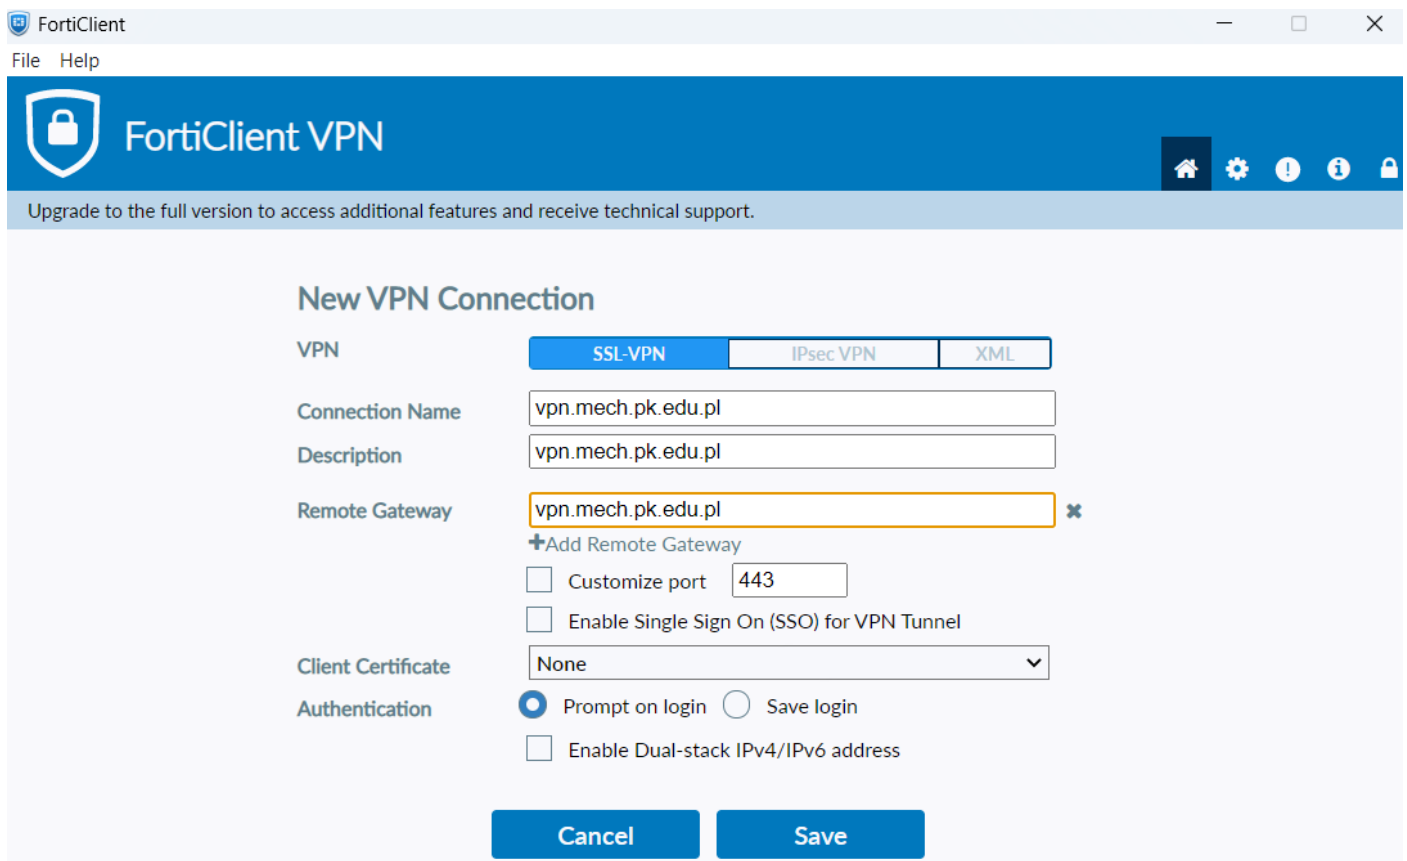 FortiClient
File Help
FortiClient VPN
Upgrade to the full version to access additional features and receive technical support.
New VPN Connection
VPN SSL-VPN IPsec VPN XML
Connection Name vpn.mech.pk.edu.pl
Description vpn.mech.pk.edu.pl
Remote Gateway vpn.mech.pk.edu.pl
+Add Remote Gateway
Customize port 443
Enable Single Sign On (SSO) for VPN Tunnel
Client Certificate None
Authentication Prompt on login Save login
Enable Dual-stack IPv4/IPv6 address
Cancel Save